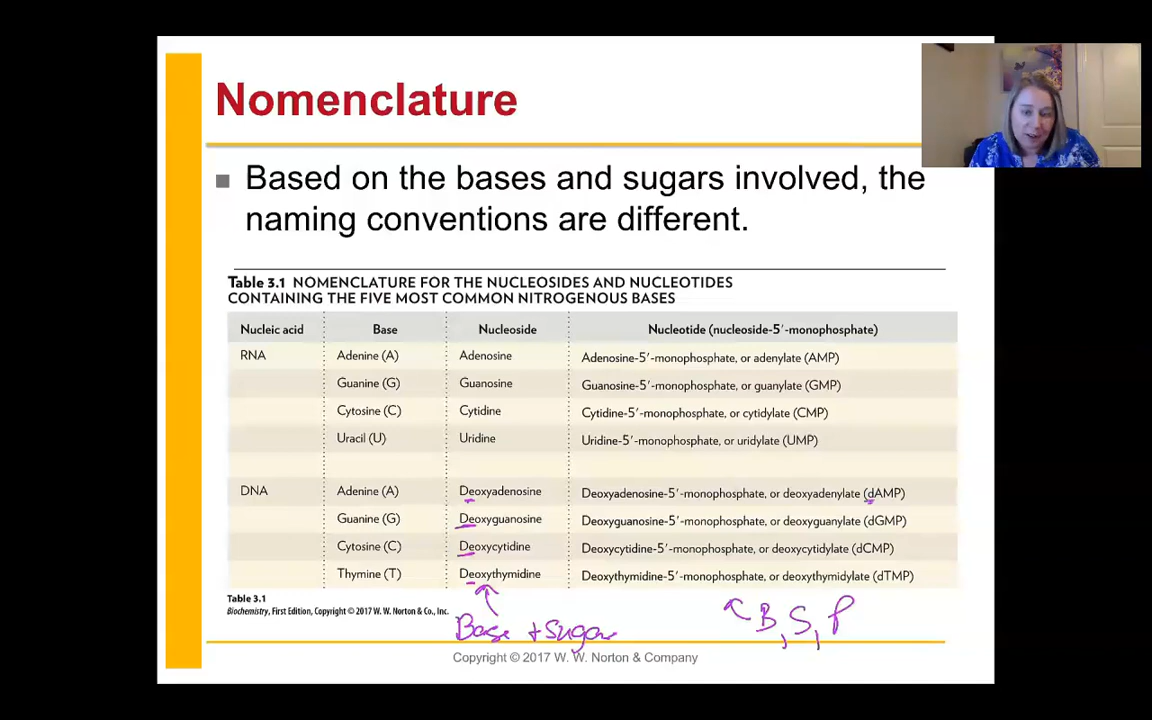 Nomenclature
■ Based on the bases and sugars involved, the
naming conventions are different.
Table 3.1 NOMENCLATURE FOR THE NUCLEOSIDES AND NUCLEOTIDES
CONTAINING THE FIVE MOST COMMON NITROGENOUS BASES
Nucleic acid Base Nucleoside Nucleotide (nucleoside-5′-monophosphate)
RNA Adenine (A) Adenosine Adenosine-5′-monophosphate, or adenylate (AMP)
Guanine (G) Guanosine Guanosine-5′-monophosphate, or guanylate (GMP)
Cytosine (C) Cytidine Cytidine-5′-monophosphate, or cytidylate (CMP)
Uracil (U) Uridine Uridine-5′-monophosphate, or uridylate (UMP)
DNA Adenine (A) Deoxyadenosine Deoxyadenosine-5′-monophosphate, or deoxyadenylate (dAMP)
Guanine (G) Deoxyguanosine Deoxyguanosine-5′-monophosphate, or deoxyguanylate (dGMP)
Cytosine (C) Deoxycytidine Deoxycytidine-5′-monophosphate, or deoxycytidylate (dCMP)
Thymine (T) Deoxythymidine Deoxythymidine-5′-monophosphate, or deoxythymidylate (dTMP)
Table 3.1
Biochemistry, First Edition, Copyright © 2017 W. W. Norton & Co., Inc.
Base + Sugar B, S, P
Copyright © 2017 W. W. Norton & Company